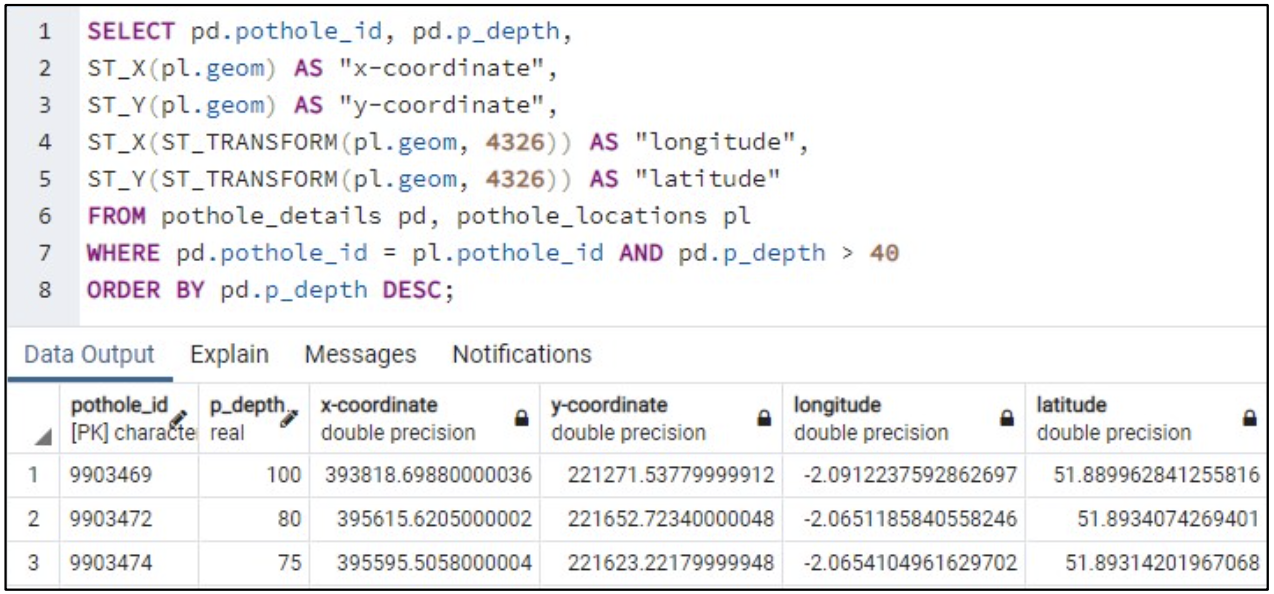 1 SELECT pd.pothole_id, pd.p_depth,
2 ST_X(pl.geom) AS "x-coordinate",
3 ST_Y(pl.geom) AS "y-coordinate",
4 ST_X(ST_TRANSFORM(pl.geom, 4326)) AS "longitude",
5 ST_Y(ST_TRANSFORM(pl.geom, 4326)) AS "latitude"
6 FROM pothole_details pd, pothole_locations pl
7 WHERE pd.pothole_id = pl.pothole_id AND pd.p_depth > 40
8 ORDER BY pd.p_depth DESC;
Data Output Explain Messages Notifications
pothole_id p_depth x-coordinate y-coordinate longitude latitude
[PK] characte real double precision double precision double precision double precision
1 9903469 100 393818.69880000036 221271.53779999912 -2.0912237592862697 51.889962841255816
2 9903472 80 395615.6205000002 221652.72340000048 -2.0651185840558246 51.8934074269401
3 9903474 75 395595.5058000004 221623.22179999948 -2.0654104961629702 51.89314201967068